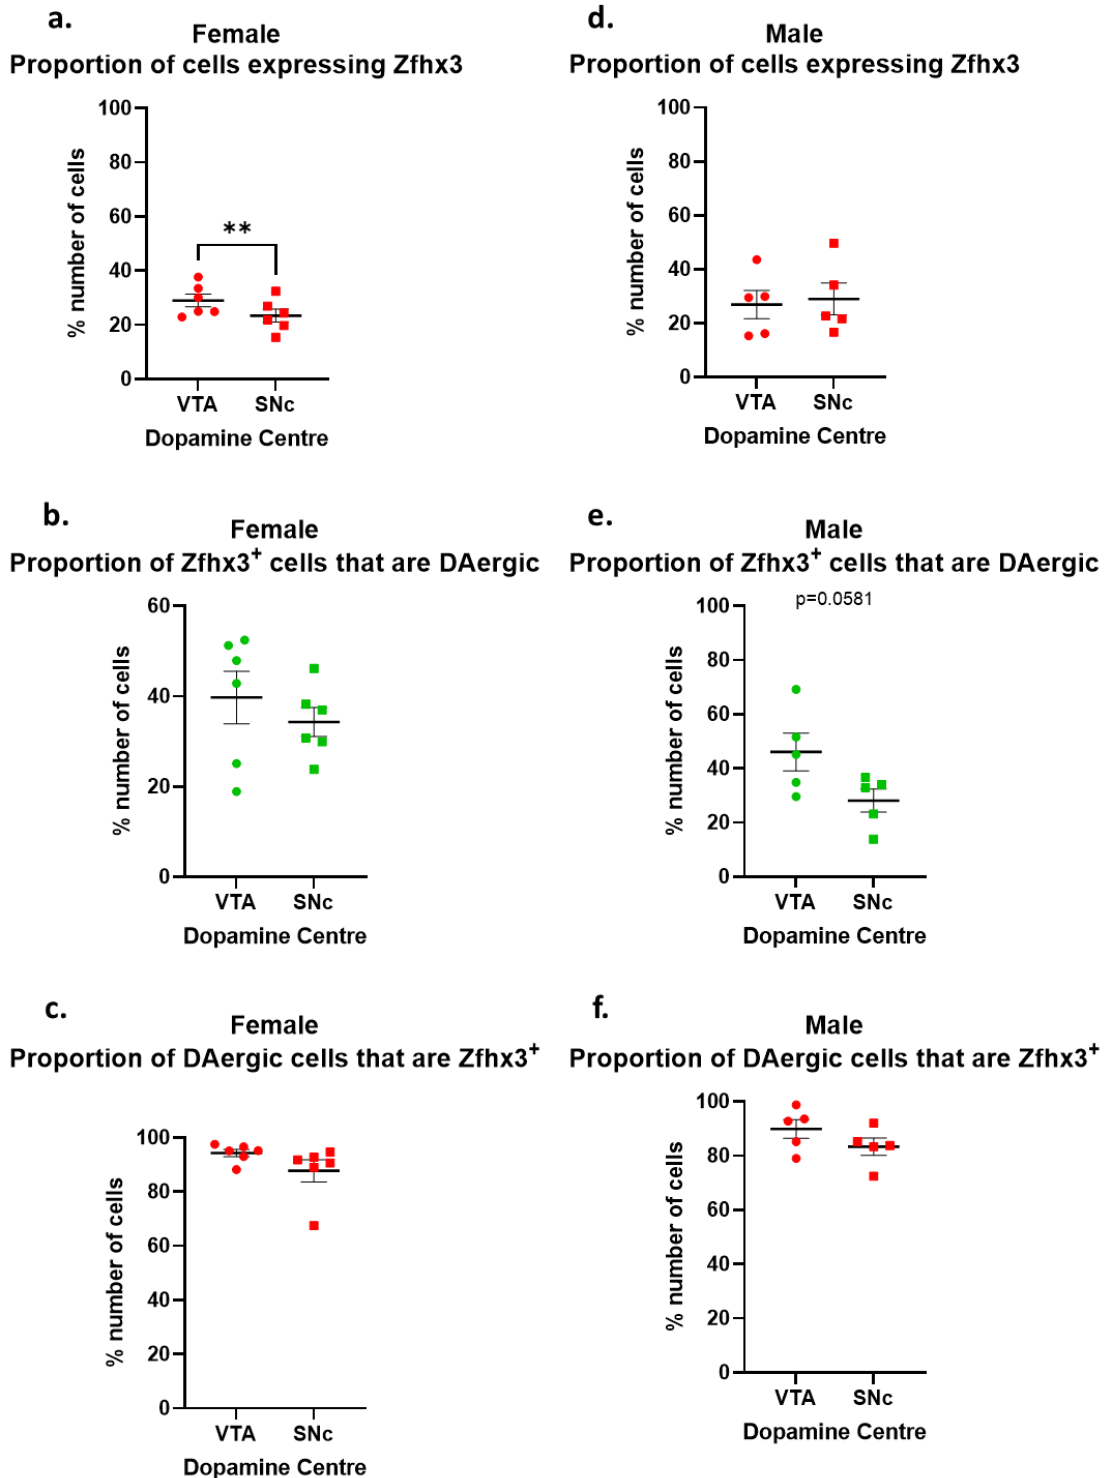 a.
Female
Proportion of cells expressing Zfhx3
100
80
60
40
20
0
% number of cells
**
VTA SNc
Dopamine Centre
d.
Male
Proportion of cells expressing Zfhx3
100
80
60
40
20
0
% number of cells
VTA SNc
Dopamine Centre
b.
Female
Proportion of Zfhx3⁺ cells that are DAergic
60
40
20
0
% number of cells
VTA SNc
Dopamine Centre
e.
Male
Proportion of Zfhx3⁺ cells that are DAergic
p=0.0581
100
80
60
40
20
0
% number of cells
VTA SNc
Dopamine Centre
c.
Female
Proportion of DAergic cells that are Zfhx3⁺
100
80
60
40
20
0
% number of cells
VTA SNc
Dopamine Centre
f.
Male
Proportion of DAergic cells that are Zfhx3⁺
100
80
60
40
20
0
% number of cells
VTA SNc
Dopamine Centre